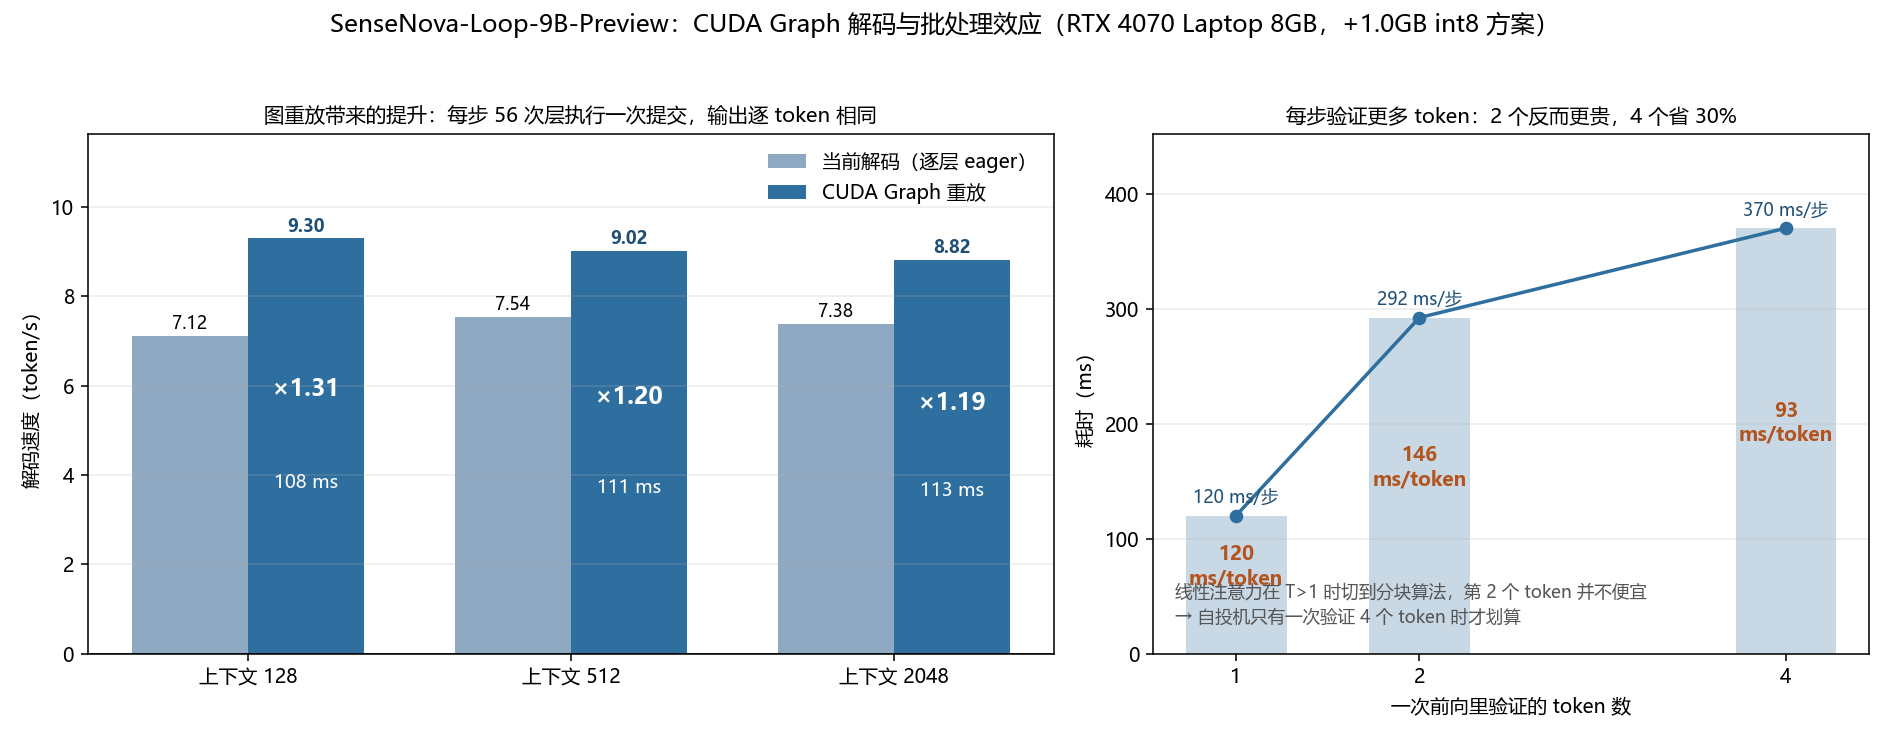 SenseNova-Loop-9B-Preview：CUDA Graph 解码与批处理效应（RTX 4070 Laptop 8GB，+1.0GB int8 方案）
图重放带来的提升：每步 56 次层执行一次提交，输出逐 token 相同
当前解码（逐层 eager）
CUDA Graph 重放
解码速度（token/s）
10
8
6
4
2
0
7.12
9.30
×1.31
108 ms
7.54
9.02
×1.20
111 ms
7.38
8.82
×1.19
113 ms
上下文 128
上下文 512
上下文 2048
每步验证更多 token：2 个反而更贵，4 个省 30%
耗时（ms）
400
300
200
100
0
120 ms/步
120
ms/token
292 ms/步
146
ms/token
370 ms/步
93
ms/token
线性注意力在 T>1 时切到分块算法，第 2 个 token 并不便宜
→ 自投机只有一次验证 4 个 token 时才划算
1
2
4
一次前向里验证的 token 数